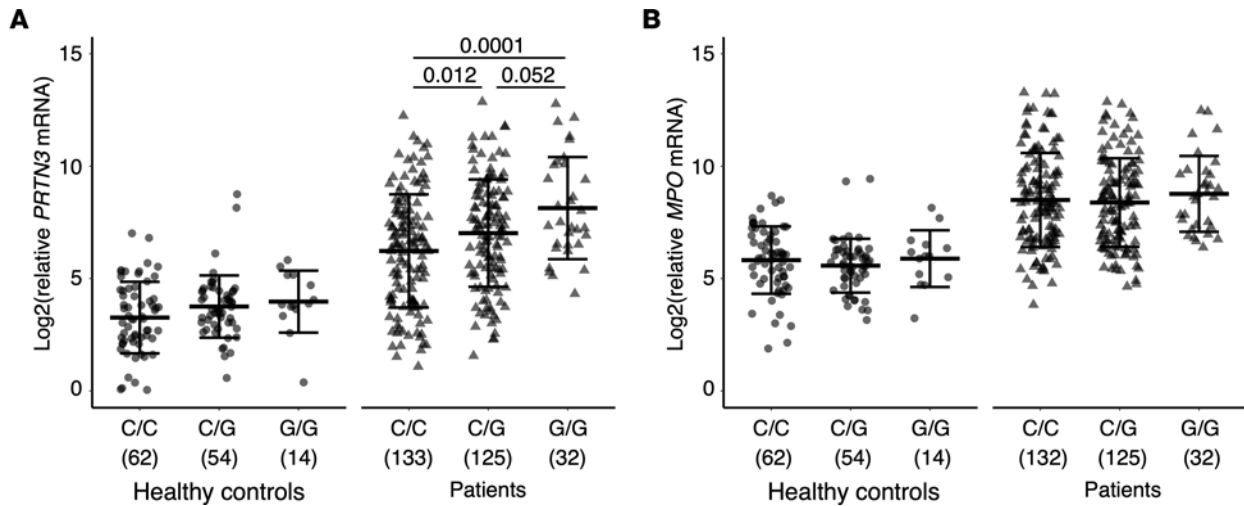 A
Log2(relative PRTN3 mRNA)
15
10
5
0
0.0001
0.012 0.052
C/C C/G G/G C/C C/G G/G
(62) (54) (14) (133) (125) (32)
Healthy controls Patients
B
Log2(relative MPO mRNA)
15
10
5
0
C/C C/G G/G C/C C/G G/G
(62) (54) (14) (132) (125) (32)
Healthy controls Patients